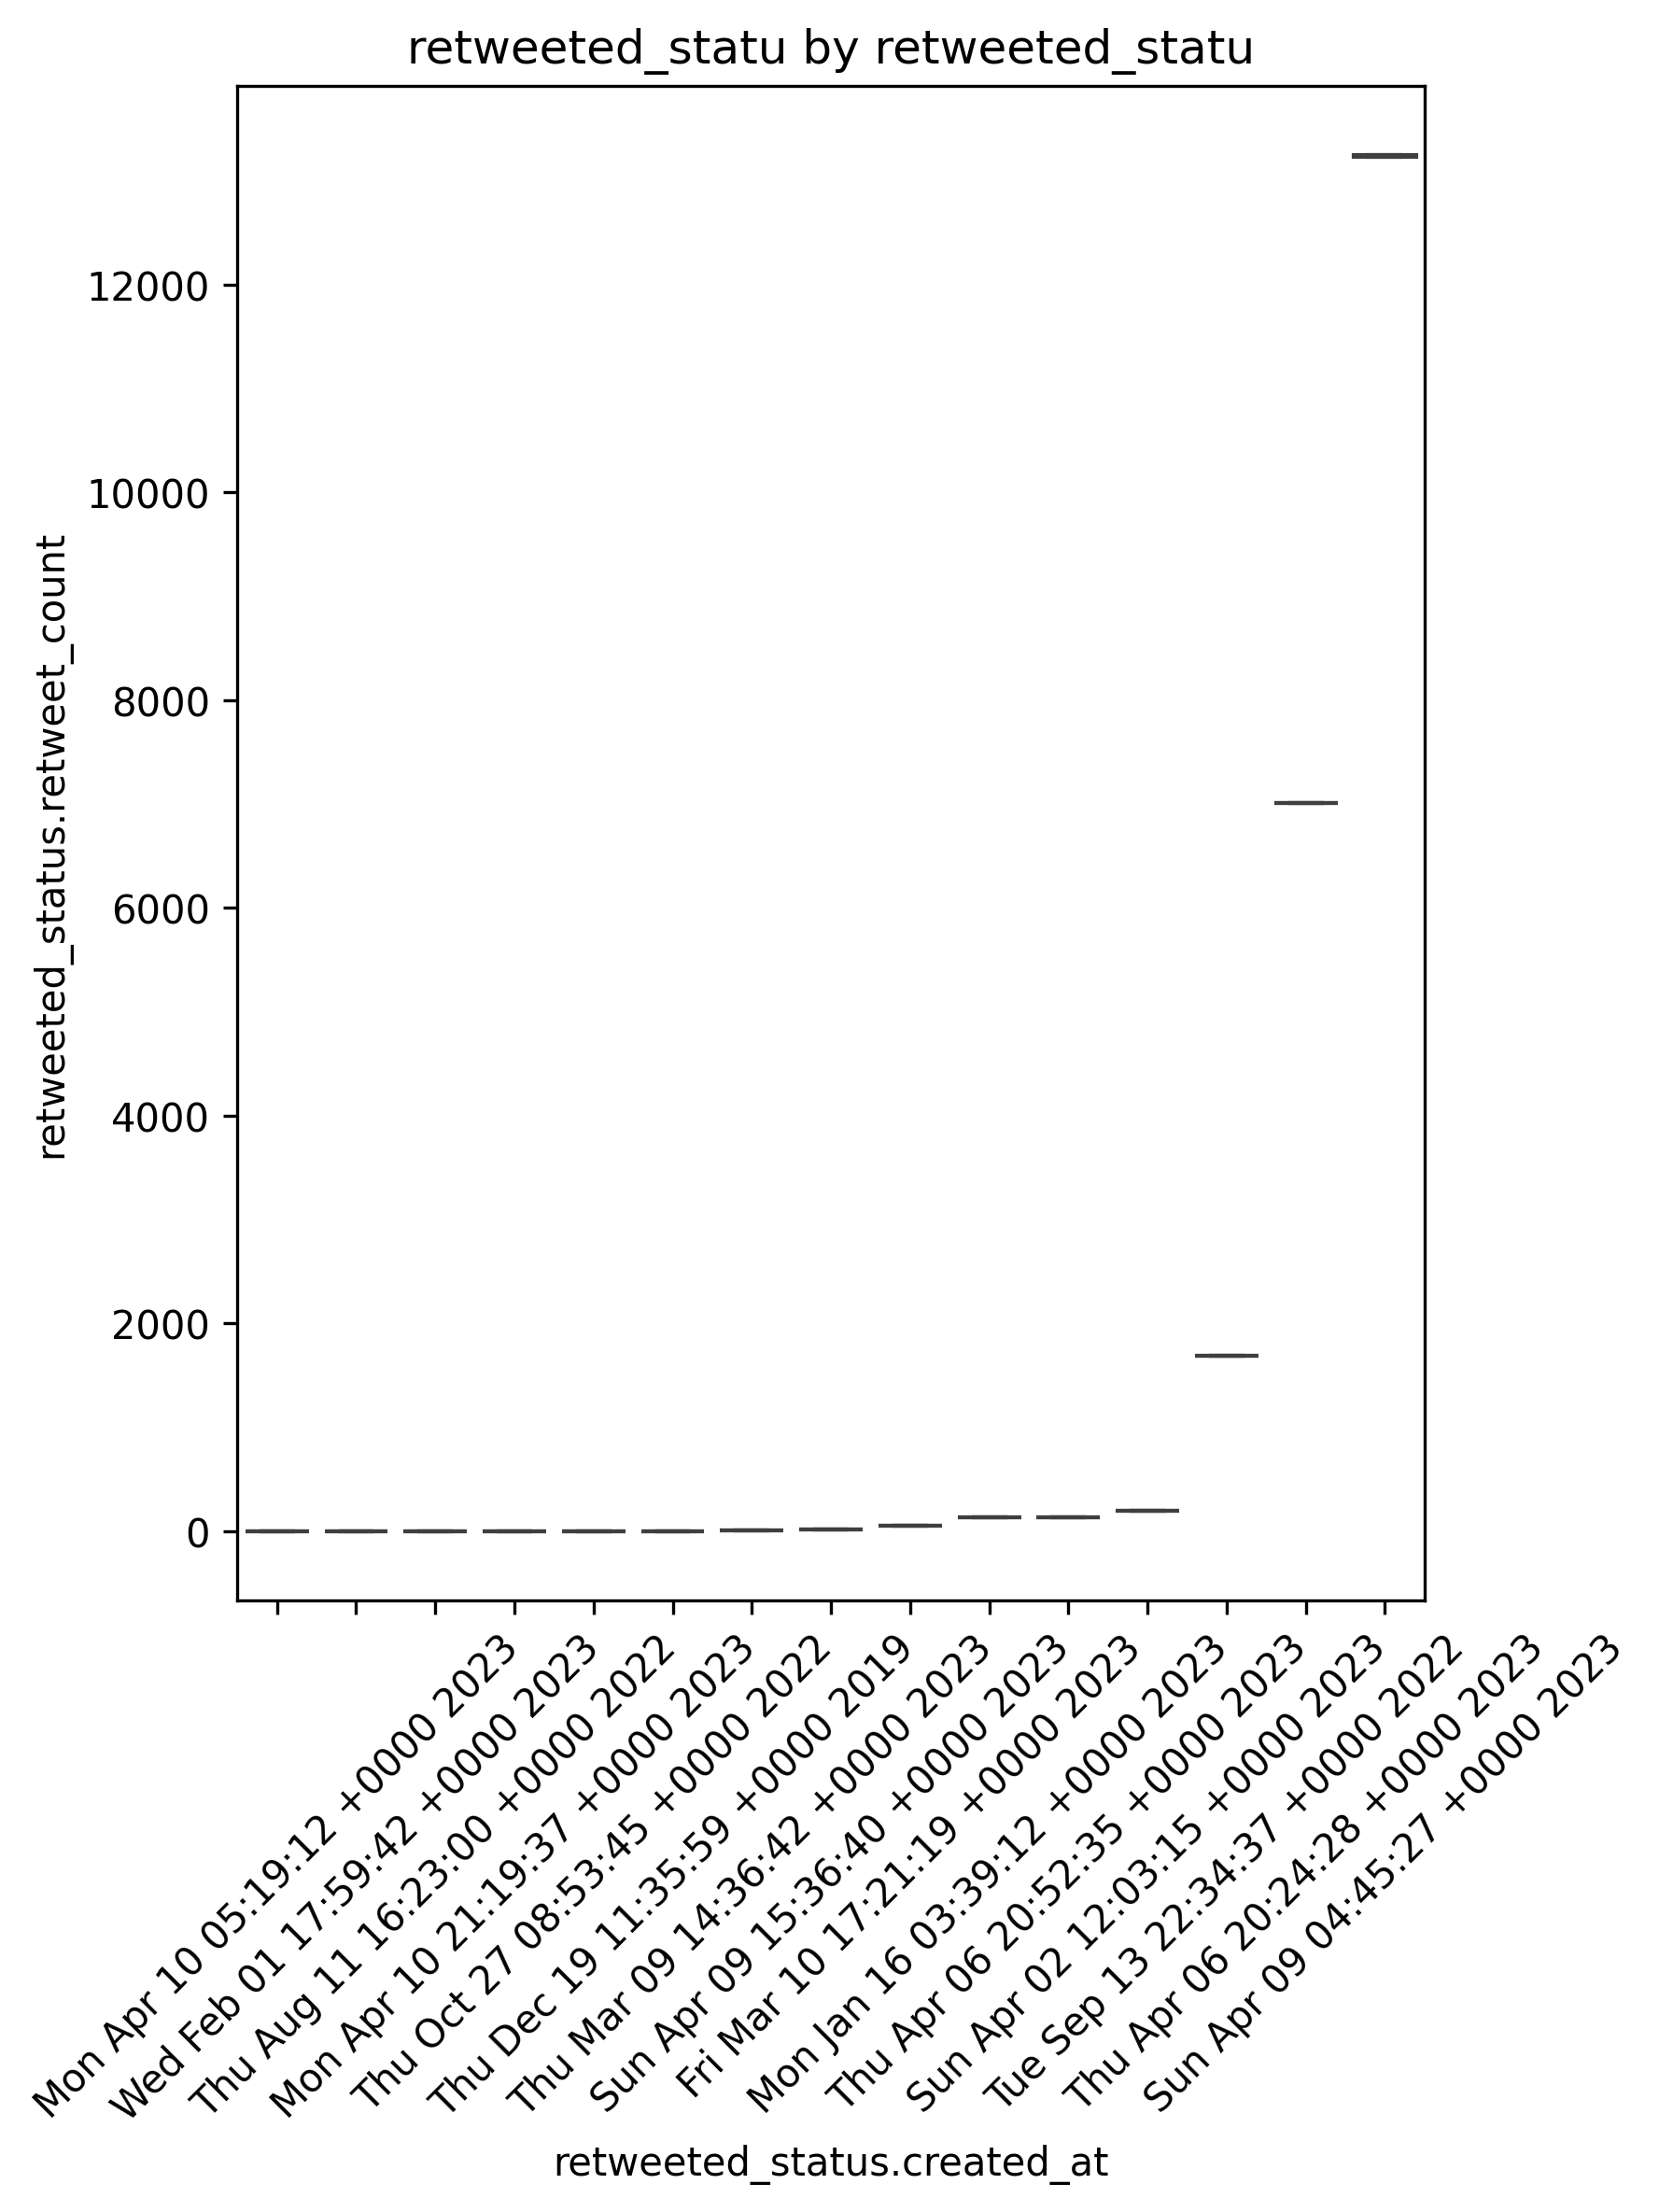 retweeted_statu by retweeted_statu
retweeted_status.retweet_count
12000
10000
8000
6000
4000
2000
0
Mon Apr 10 05:19:12 +0000 2023
Wed Feb 01 17:59:42 +0000 2023
Thu Aug 11 16:23:00 +0000 2022
Mon Apr 10 21:19:37 +0000 2023
Thu Oct 27 08:53:45 +0000 2022
Thu Dec 19 11:35:59 +0000 2019
Thu Mar 09 14:36:42 +0000 2023
Sun Apr 09 15:36:40 +0000 2023
Fri Mar 10 17:21:19 +0000 2023
Mon Jan 16 03:39:12 +0000 2023
Thu Apr 06 20:52:35 +0000 2023
Sun Apr 02 12:03:15 +0000 2023
Tue Sep 13 22:34:37 +0000 2022
Thu Apr 06 20:24:28 +0000 2023
Sun Apr 09 04:45:27 +0000 2023
retweeted_status.created_at